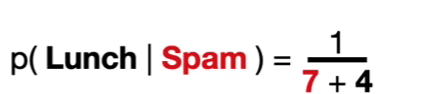 p( Lunch | Spam ) = 1
7 + 4